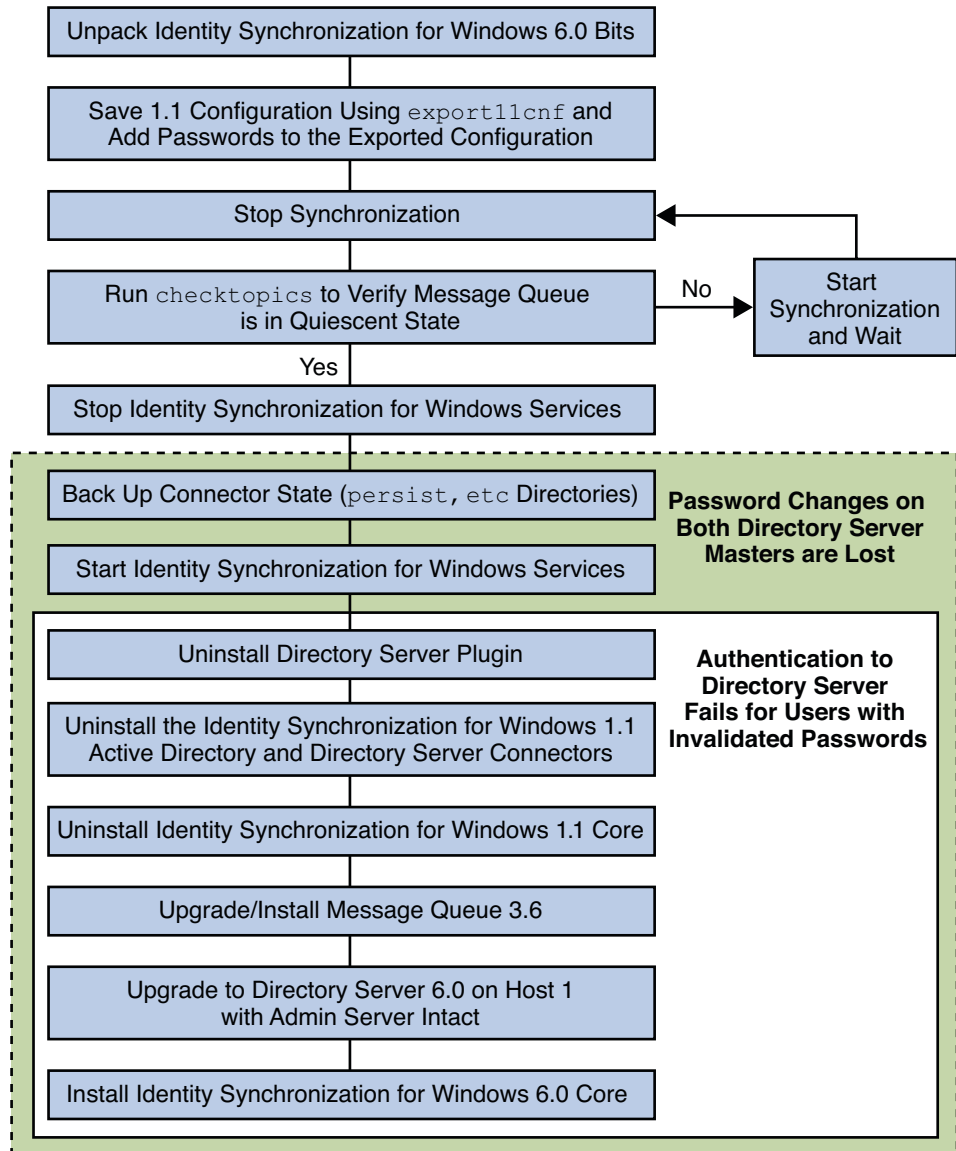 Unpack Identity Synchronization for Windows 6.0 Bits
Save 1.1 Configuration Using export11cnf and
Add Passwords to the Exported Configuration
Stop Synchronization
Run checktopics to Verify Message Queue
is in Quiescent State
No
Start
Synchronization
and Wait
Yes
Stop Identity Synchronization for Windows Services
Back Up Connector State (persist, etc Directories)
Password Changes on
Both Directory Server
Masters are Lost
Start Identity Synchronization for Windows Services
Uninstall Directory Server Plugin
Authentication to
Directory Server
Fails for Users with
Invalidated Passwords
Uninstall the Identity Synchronization for Windows 1.1
Active Directory and Directory Server Connectors
Uninstall Identity Synchronization for Windows 1.1 Core
Upgrade/Install Message Queue 3.6
Upgrade to Directory Server 6.0 on Host 1
with Admin Server Intact
Install Identity Synchronization for Windows 6.0 Core